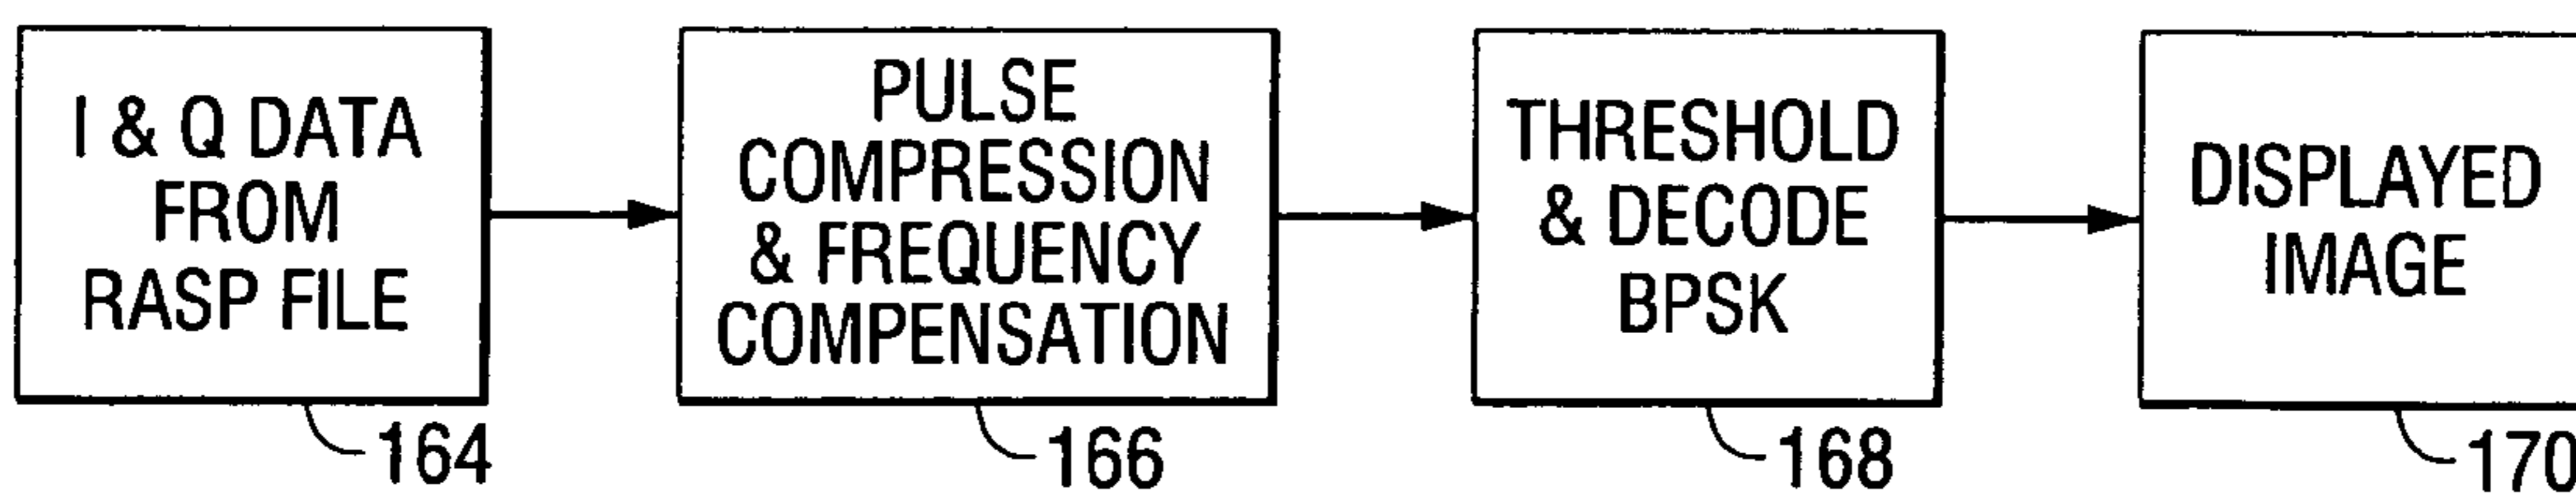 I & Q DATA
FROM
RASP FILE
164
PULSE
COMPRESSION
& FREQUENCY
COMPENSATION
166
THRESHOLD
& DECODE
BPSK
168
DISPLAYED
IMAGE
170